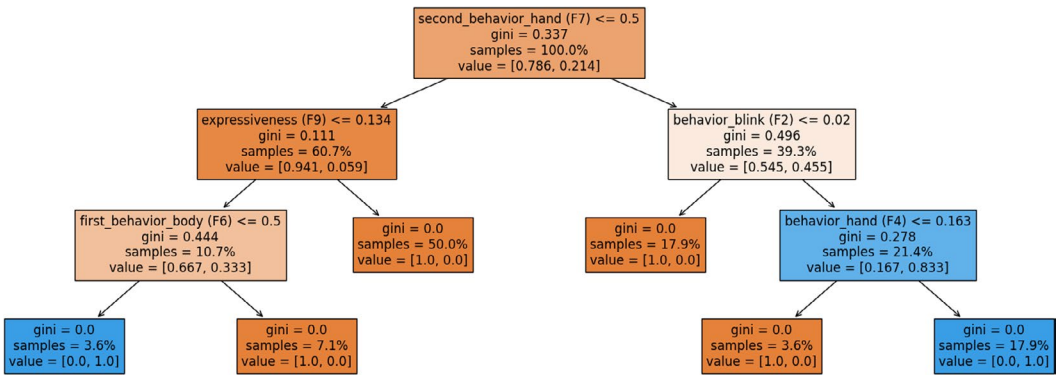 second_behavior_hand (F7) <= 0.5
gini = 0.337
samples = 100.0%
value = [0.786, 0.214]
expressiveness (F9) <= 0.134
gini = 0.111
samples = 60.7%
value = [0.941, 0.059]
behavior_blink (F2) <= 0.02
gini = 0.496
samples = 39.3%
value = [0.545, 0.455]
first_behavior_body (F6) <= 0.5
gini = 0.444
samples = 10.7%
value = [0.667, 0.333]
gini = 0.0
samples = 50.0%
value = [1.0, 0.0]
gini = 0.0
samples = 17.9%
value = [1.0, 0.0]
behavior_hand (F4) <= 0.163
gini = 0.278
samples = 21.4%
value = [0.167, 0.833]
gini = 0.0
samples = 3.6%
value = [0.0, 1.0]
gini = 0.0
samples = 7.1%
value = [1.0, 0.0]
gini = 0.0
samples = 3.6%
value = [1.0, 0.0]
gini = 0.0
samples = 17.9%
value = [0.0, 1.0]